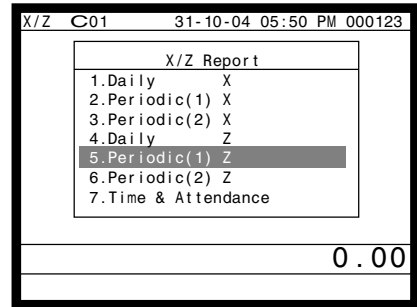 X/Z C01 31-10-04 05:50 PM 000123
X/Z Report
1.Daily X
2.Periodic(1) X
3.Periodic(2) X
4.Daily Z
5.Periodic(1) Z
6.Periodic(2) Z
7.Time & Attendance
0.00